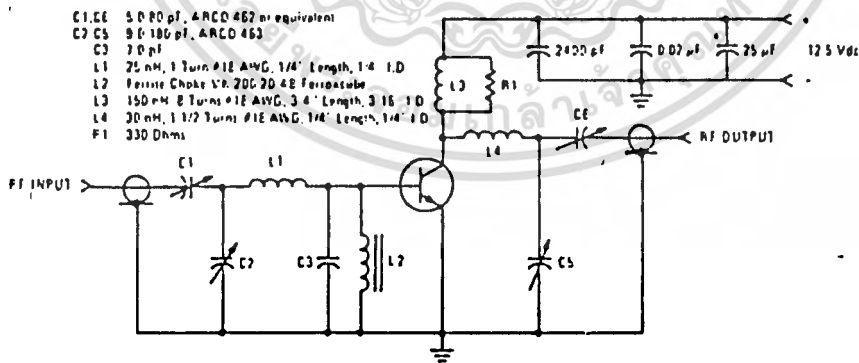 C1,C6 5.0-80 pF, ARCO 462 or equivalent
C2 C5 9.0-180 pF, ARCO 463
C3 7.0 pF
L1 25 nH, 1 Turn #18 AWG, 1/4" Length, 1/4" I.D
L2 Ferrite Choke 20 4B Ferroxcube
L3 150 nH, 8 Turns #18 AWG, 3/4" Length, 3/16" I.D
L4 30 nH, 1 1/2 Turns #18 AWG, 1/4" Length, 1/4" I.D
R1 330 Ohms
L3
R1
2400 pF
0.02 µF
25 µF
12.5 Vdc
+
-
C6
L4
RF OUTPUT
C1
L1
RF INPUT
C2
C3
L2
C5